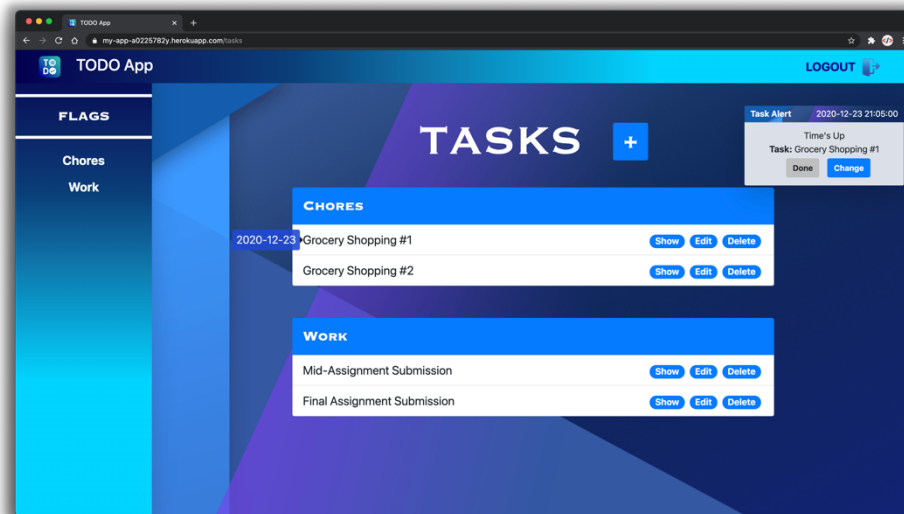 TODO App
my-app-a0225782y.herokuapp.com/tasks
TO
DO
TODO App
LOGOUT
FLAGS
Chores
Work
TASKS +
Task Alert 2020-12-23 21:05:00
Time's Up
Task: Grocery Shopping #1
Done Change
CHORES
2020-12-23
Grocery Shopping #1 Show Edit Delete
Grocery Shopping #2 Show Edit Delete
WORK
Mid-Assignment Submission Show Edit Delete
Final Assignment Submission Show Edit Delete